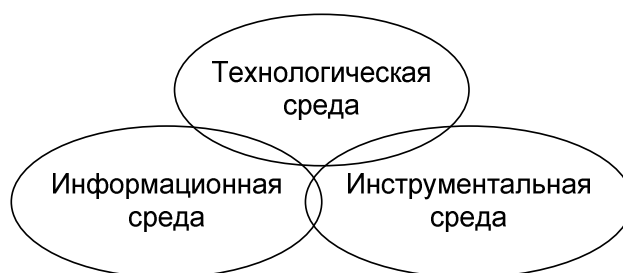 Технологическая
среда
Информационная
среда
Инструментальная
среда